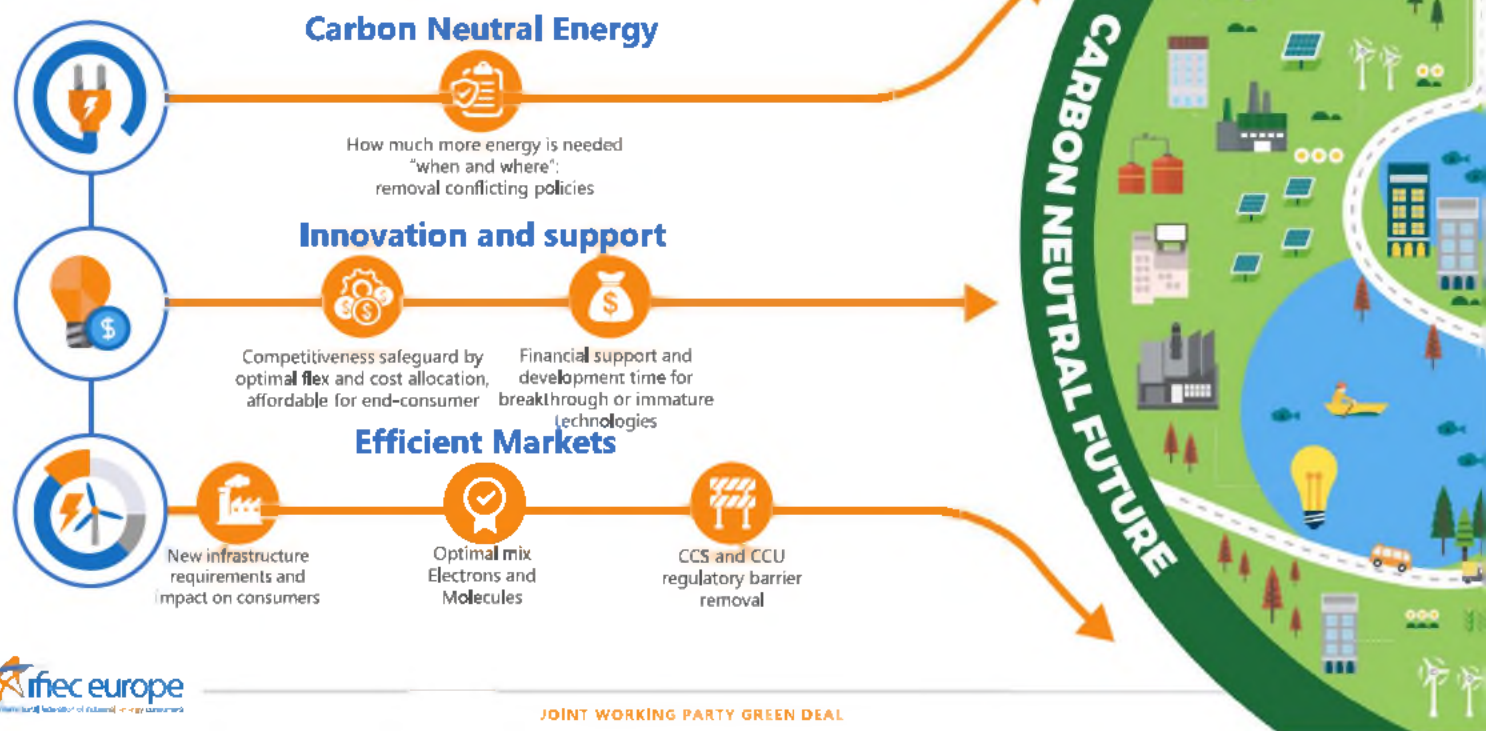 Carbon Neutral Energy
How much more energy is needed
"when and where":
removal conflicting policies
Innovation and support
Competitiveness safeguard by
optimal flex and cost allocation,
affordable for end-consumer
Financial support and
development time for
breakthrough or immature
technologies
Efficient Markets
New infrastructure
requirements and
impact on consumers
Optimal mix
Electrons and
Molecules
CCS and CCU
regulatory barrier
removal
CARBON NEUTRAL FUTURE
ifiec europe
JOINT WORKING PARTY GREEN DEAL